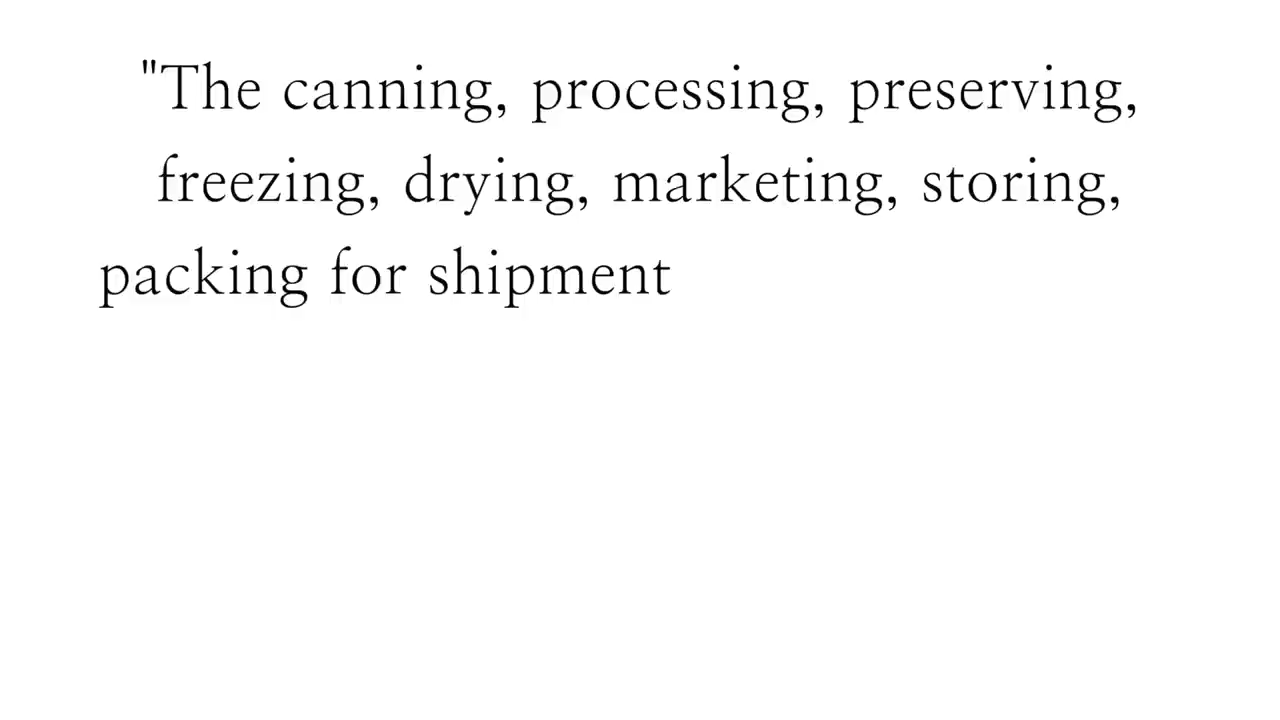 "The canning, processing, preserving,
freezing, drying, marketing, storing,
packing for shipment